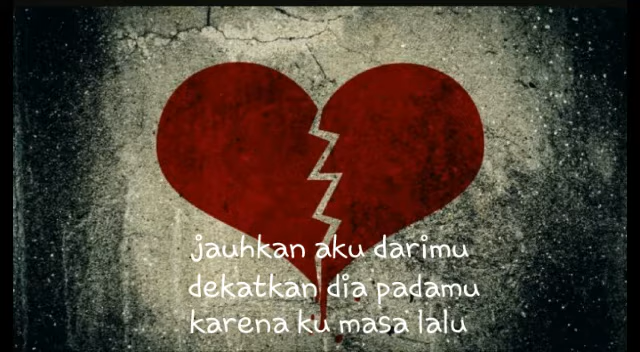 jauhkan aku darimu
dekatkan dia padamu
karena ku masa lalu